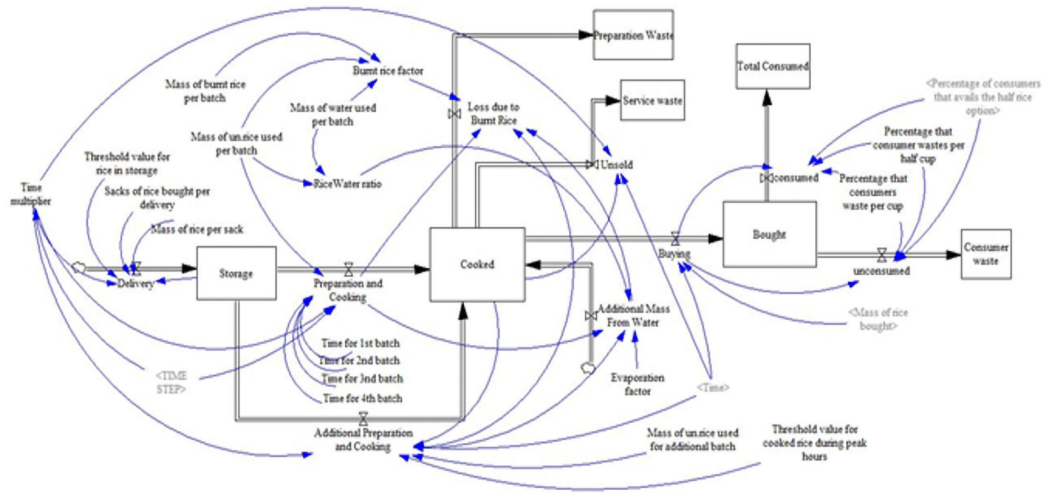 Preparation Waste
Total Consumed
Burnt rice factor
Mass of burnt rice
per batch
Mass of water used
per batch
Loss due to
Burnt Rice
Service waste
<Percentage of consumers
that avails the half rice
option>
Mass of un.rice used
per batch
Percentage that
consumer wastes per
half cup
Threshold value for
rice in storage
Unsold
consumed
Percentage that
consumers
waste per cup
Time
multiplier
Sacks of rice bought per
delivery
RiceWater ratio
Mass of rice per sack
Storage
Cooked
Bought
Consumer
waste
Delivery
Preparation and
Cooking
Buying
unconsumed
Additional Mass
From Water
<Mass of rice
bought>
Time for 1st batch
Time for 2nd batch
Time for 3nd batch
Time for 4th batch
<TIME
STEP>
Evaporation
factor
<Time>
Additional Preparation
and Cooking
Mass of un.rice used
for additional batch
Threshold value for
cooked rice during peak
hours